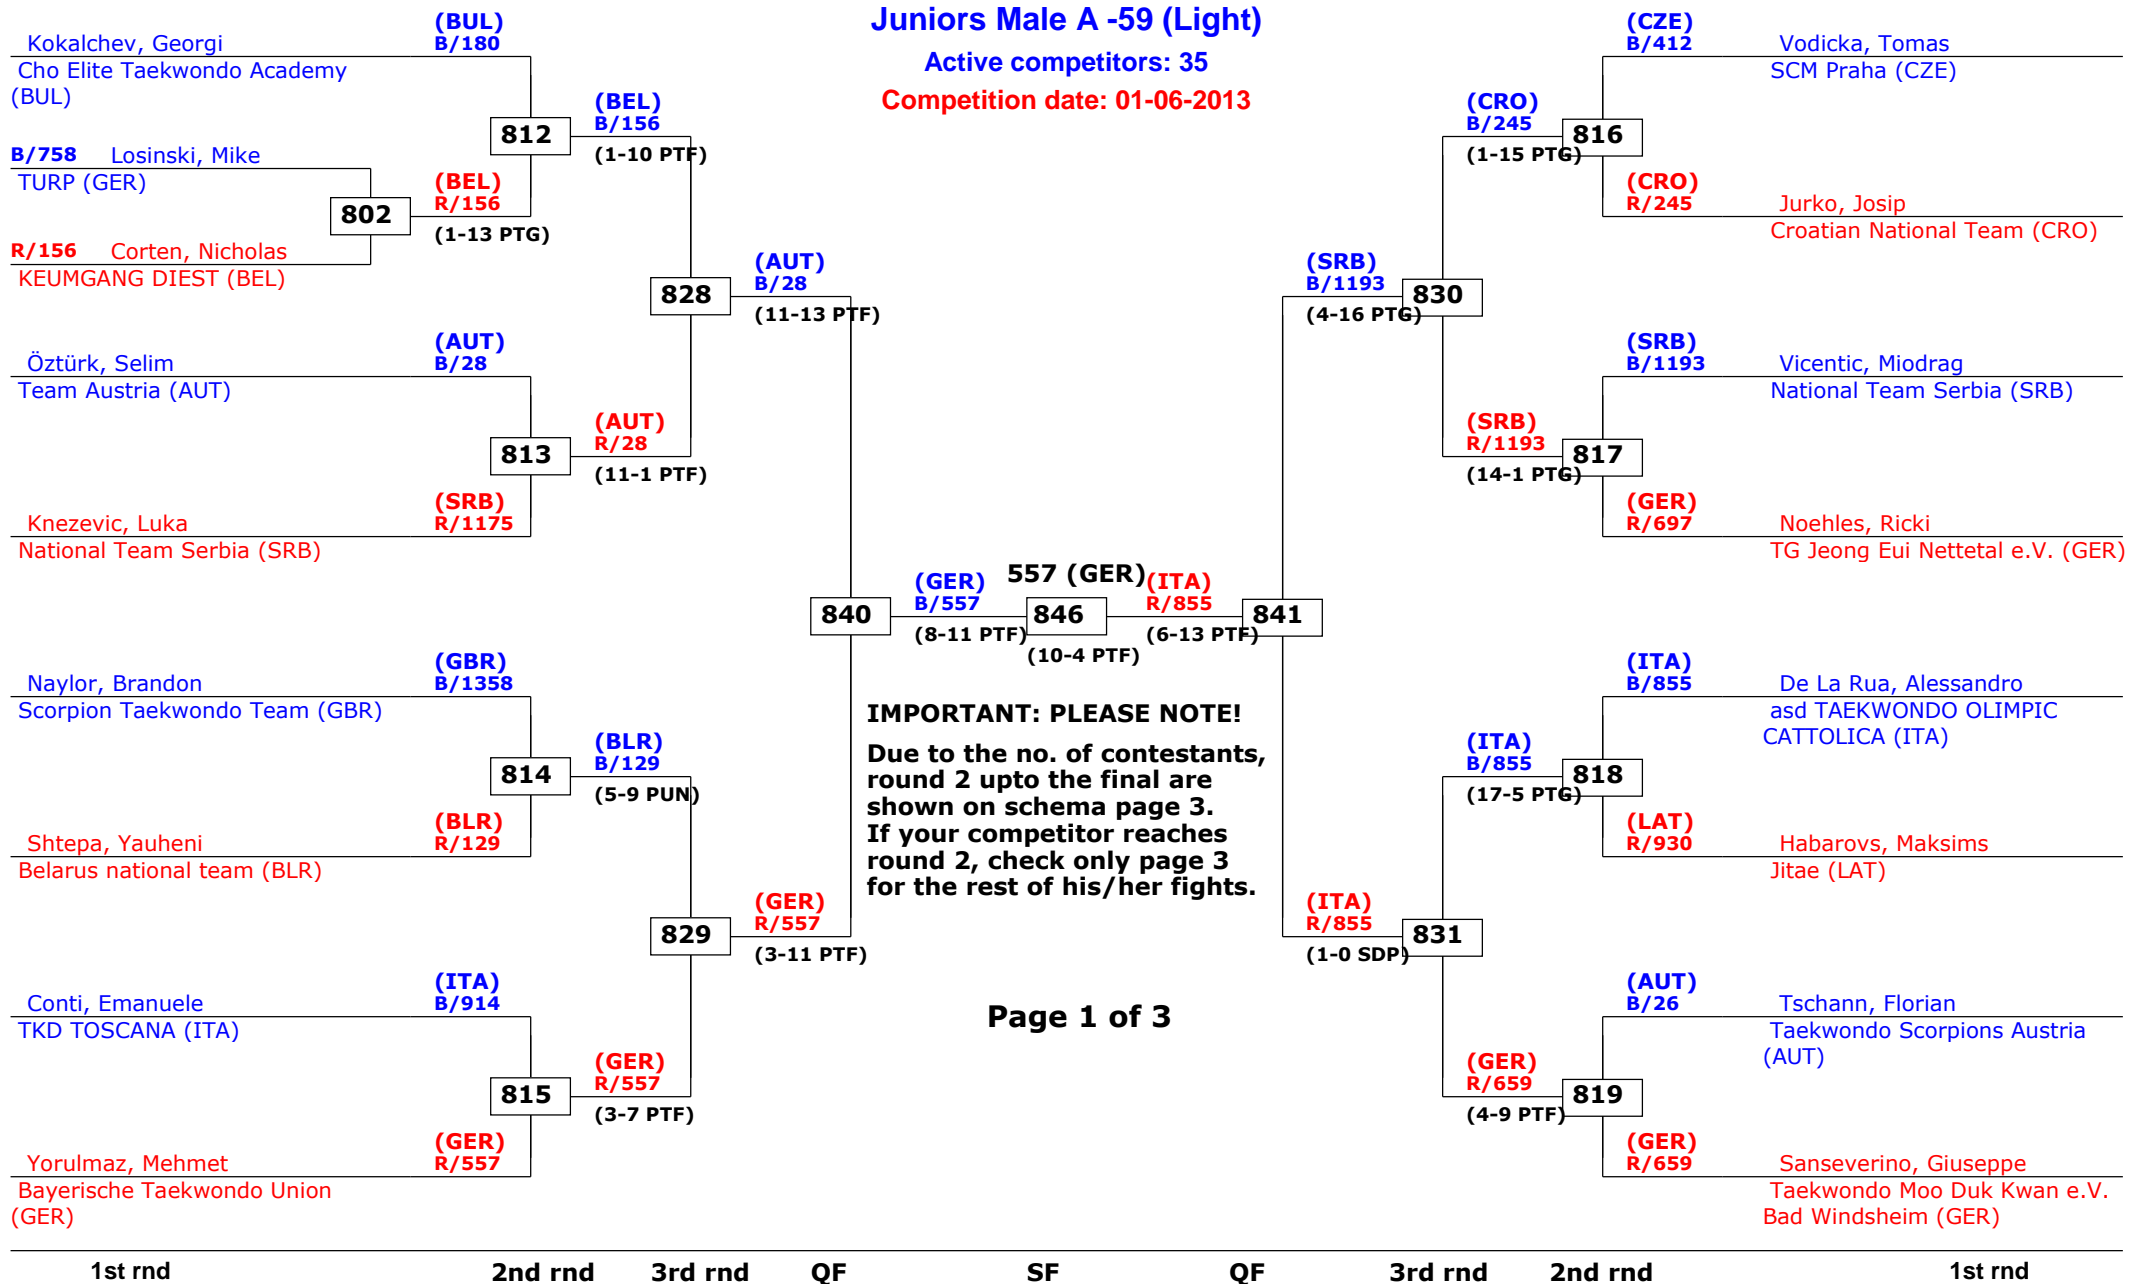 Juniors Male A -59 (Light)
Active competitors: 35
Competition date: 01-06-2013
Kokalchev, Georgi
(BUL)
B/180
Cho Elite Taekwondo Academy
(BUL)
812
(BEL)
B/156
(1-10 PTF)
B/758 Losinski, Mike
TURP (GER)
802
(BEL)
R/156
(1-13 PTG)
R/156 Corten, Nicholas
KEUMGANG DIEST (BEL)
828
(AUT)
B/28
(11-13 PTF)
Öztürk, Selim
(AUT)
B/28
Team Austria (AUT)
813
(AUT)
R/28
(11-1 PTF)
Knezevic, Luka
(SRB)
R/1175
National Team Serbia (SRB)
840
(GER)
B/557
(8-11 PTF)
557 (GER)
846
(10-4 PTF)
(ITA)
R/855
(6-13 PTF)
841
Naylor, Brandon
(GBR)
B/1358
Scorpion Taekwondo Team (GBR)
814
(BLR)
B/129
(5-9 PUN)
Shtepa, Yauheni
(BLR)
R/129
Belarus national team (BLR)
829
(GER)
R/557
(3-11 PTF)
Conti, Emanuele
(ITA)
B/914
TKD TOSCANA (ITA)
815
(GER)
R/557
(3-7 PTF)
Yorulmaz, Mehmet
(GER)
R/557
Bayerische Taekwondo Union
(GER)
IMPORTANT: PLEASE NOTE!
Due to the no. of contestants,
round 2 upto the final are
shown on schema page 3.
If your competitor reaches
round 2, check only page 3
for the rest of his/her fights.
Page 1 of 3
(CZE)
B/412
Vodicka, Tomas
SCM Praha (CZE)
(CRO)
B/245
(1-15 PTG)
816
(CRO)
R/245
Jurko, Josip
Croatian National Team (CRO)
(SRB)
B/1193
(4-16 PTG)
830
(SRB)
B/1193
Vicentic, Miodrag
National Team Serbia (SRB)
(SRB)
R/1193
(14-1 PTG)
817
(GER)
R/697
Noehles, Ricki
TG Jeong Eui Nettetal e.V. (GER)
(ITA)
B/855
De La Rua, Alessandro
asd TAEKWONDO OLIMPIC
CATTOLICA (ITA)
(ITA)
B/855
(17-5 PTG)
818
(LAT)
R/930
Habarovs, Maksims
Jitae (LAT)
(ITA)
R/855
(1-0 SDP)
831
(AUT)
B/26
Tschann, Florian
Taekwondo Scorpions Austria
(AUT)
(GER)
R/659
(4-9 PTF)
819
(GER)
R/659
Sanseverino, Giuseppe
Taekwondo Moo Duk Kwan e.V.
Bad Windsheim (GER)
1st rnd 2nd rnd 3rd rnd QF SF QF 3rd rnd 2nd rnd 1st rnd